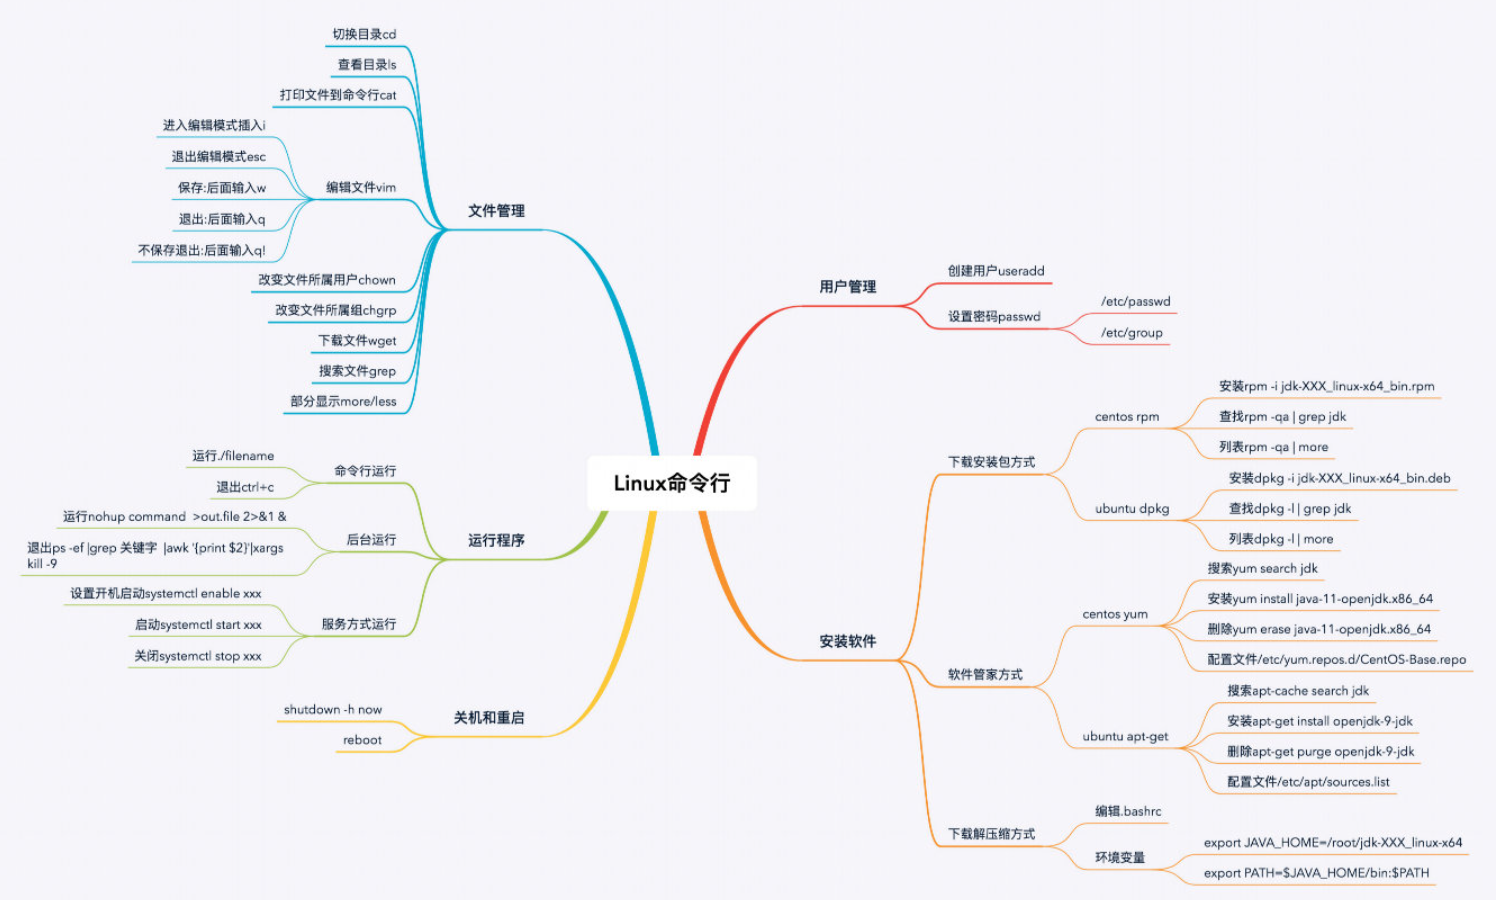 Linux命令行
文件管理
切换目录cd
查看目录ls
打印文件到命令行cat
编辑文件vim
进入编辑模式插入i
退出编辑模式esc
保存:后面输入w
退出:后面输入q
不保存退出:后面输入q!
改变文件所属用户chown
改变文件所属组chgrp
下载文件wget
搜索文件grep
部分显示more/less
运行程序
命令行运行
运行./filename
退出ctrl+c
后台运行
运行nohup command >out.file 2>&1 &
退出ps -ef |grep 关键字 |awk '{print $2}'|xargs
kill -9
服务方式运行
设置开机启动systemctl enable xxx
启动systemctl start xxx
关闭systemctl stop xxx
关机和重启
shutdown -h now
reboot
用户管理
创建用户useradd
设置密码passwd
/etc/passwd
/etc/group
安装软件
下载安装包方式
centos rpm
安装rpm -i jdk-XXX_linux-x64_bin.rpm
查找rpm -qa | grep jdk
列表rpm -qa | more
ubuntu dpkg
安装dpkg -i jdk-XXX_linux-x64_bin.deb
查找dpkg -l | grep jdk
列表dpkg -l | more
软件管家方式
centos yum
搜索yum search jdk
安装yum install java-11-openjdk.x86_64
删除yum erase java-11-openjdk.x86_64
配置文件/etc/yum.repos.d/CentOS-Base.repo
ubuntu apt-get
搜索apt-cache search jdk
安装apt-get install openjdk-9-jdk
删除apt-get purge openjdk-9-jdk
配置文件/etc/apt/sources.list
下载解压缩方式
编辑.bashrc
环境变量
export JAVA_HOME=/root/jdk-XXX_linux-x64
export PATH=$JAVA_HOME/bin:$PATH